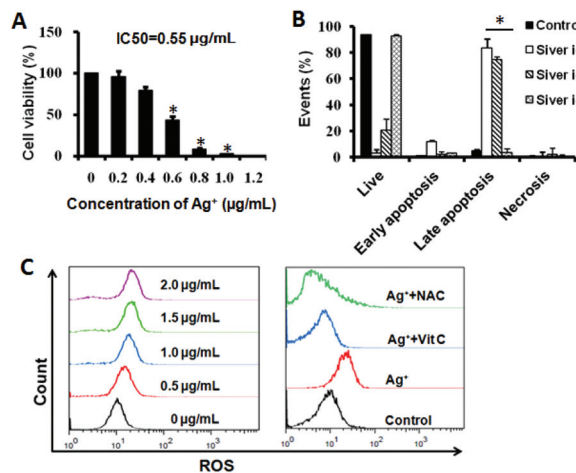 A
IC50=0.55 µg/mL
Cell viability (%)
150
100
50
0
*
*
*
0 0.2 0.4 0.6 0.8 1.0 1.2
Concentration of Ag⁺ (µg/mL)
B
Events (%)
100
80
60
40
20
0
*
Contro
Siver i
Siver i
Siver i
Live
Early apoptosis
Late apoptosis
Necrosis
C
Count
2.0 µg/mL
1.5 µg/mL
1.0 µg/mL
0.5 µg/mL
0 µg/mL
10⁰ 10¹ 10² 10³
Ag⁺+NAC
Ag⁺+Vit C
Ag⁺
Control
10⁰ 10¹ 10² 10³
ROS